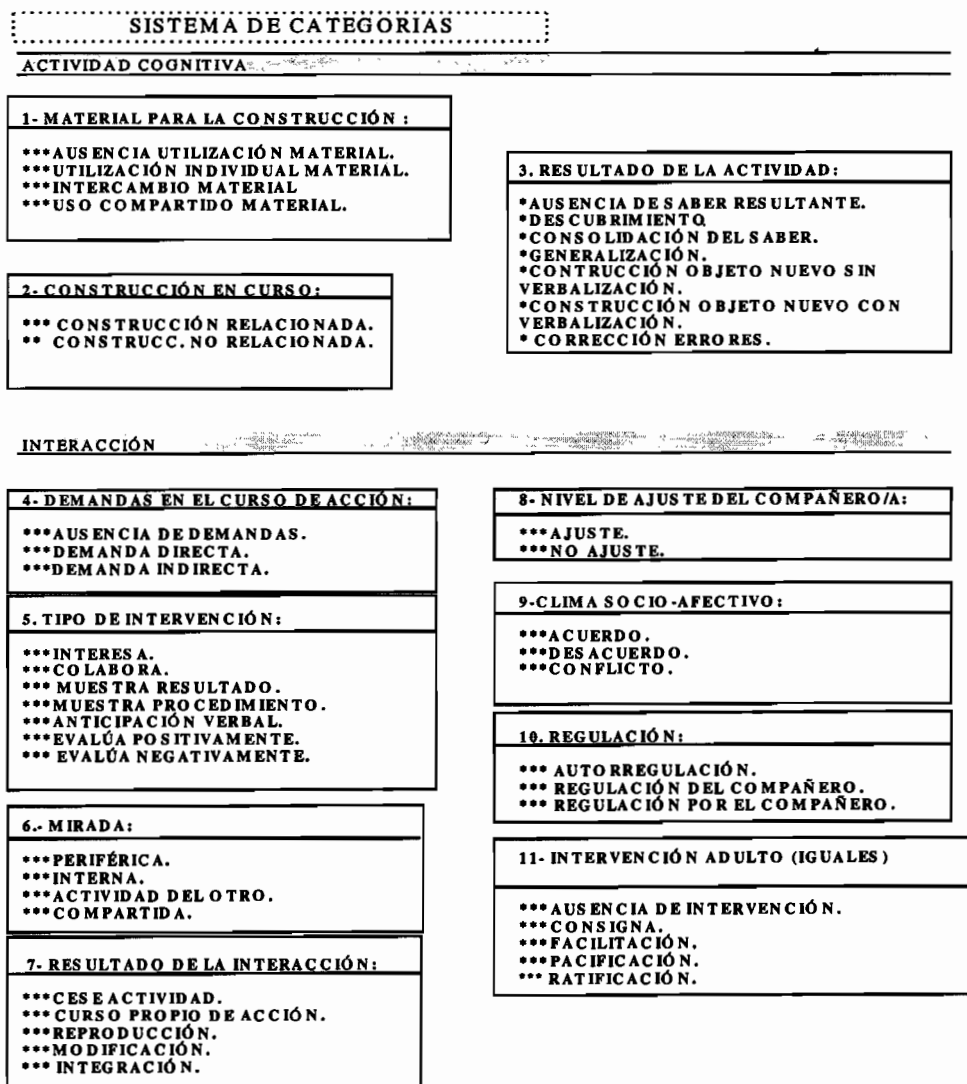 SISTEMA DE CATEGORIAS
ACTIVIDAD COGNITIVA
1- MATERIAL PARA LA CONSTRUCCIÓN :
***AUSENCIA UTILIZACIÓN MATERIAL.
***UTILIZACIÓN INDIVIDUAL MATERIAL.
***INTERCAMBIO MATERIAL
***USO COMPARTIDO MATERIAL.
2- CONSTRUCCIÓN EN CURSO:
*** CONSTRUCCIÓN RELACIONADA.
** CONSTRUCC. NO RELACIONADA.
3. RESULTADO DE LA ACTIVIDAD:
*AUSENCIA DE SABER RESULTANTE.
*DESCUBRIMIENTO.
*CONSOLIDACIÓN DEL SABER.
*GENERALIZACIÓN.
*CONTRUCCIÓN OBJETO NUEVO SIN
VERBALIZACIÓN.
*CONSTRUCCIÓN OBJETO NUEVO CON
VERBALIZACIÓN.
* CORRECCIÓN ERRORES.
INTERACCIÓN
4- DEMANDAS EN EL CURSO DE ACCIÓN:
***AUSENCIA DE DEMANDAS.
***DEMANDA DIRECTA.
***DEMANDA INDIRECTA.
5. TIPO DE INTERVENCIÓN:
***INTERESA.
***COLABORA.
*** MUESTRA RESULTADO.
***MUESTRA PROCEDIMIENTO.
***ANTICIPACIÓN VERBAL.
***EVALÚA POSITIVAMENTE.
*** EVALÚA NEGATIVAMENTE.
6.- MIRADA:
***PERIFÉRICA.
***INTERNA.
***ACTIVIDAD DEL OTRO.
***COMPARTIDA.
7- RESULTADO DE LA INTERACCIÓN:
***CESE ACTIVIDAD.
*** CURSO PROPIO DE ACCIÓN.
***REPRODUCCIÓN.
***MODIFICACIÓN.
*** INTEGRACIÓN.
8- NIVEL DE AJUSTE DEL COMPAÑERO/A:
***AJUSTE.
***NO AJUSTE.
9-CLIMA SOCIO-AFECTIVO:
***ACUERDO.
***DESACUERDO.
***CONFLICTO.
10. REGULACIÓN:
*** AUTORREGULACIÓN.
*** REGULACIÓN DEL COMPAÑERO.
*** REGULACIÓN POR EL COMPAÑERO.
11- INTERVENCIÓN ADULTO (IGUALES)
***AUSENCIA DE INTERVENCIÓN.
***CONSIGNA.
***FACILITACIÓN.
***PACIFICACIÓN.
*** RATIFICACIÓN.